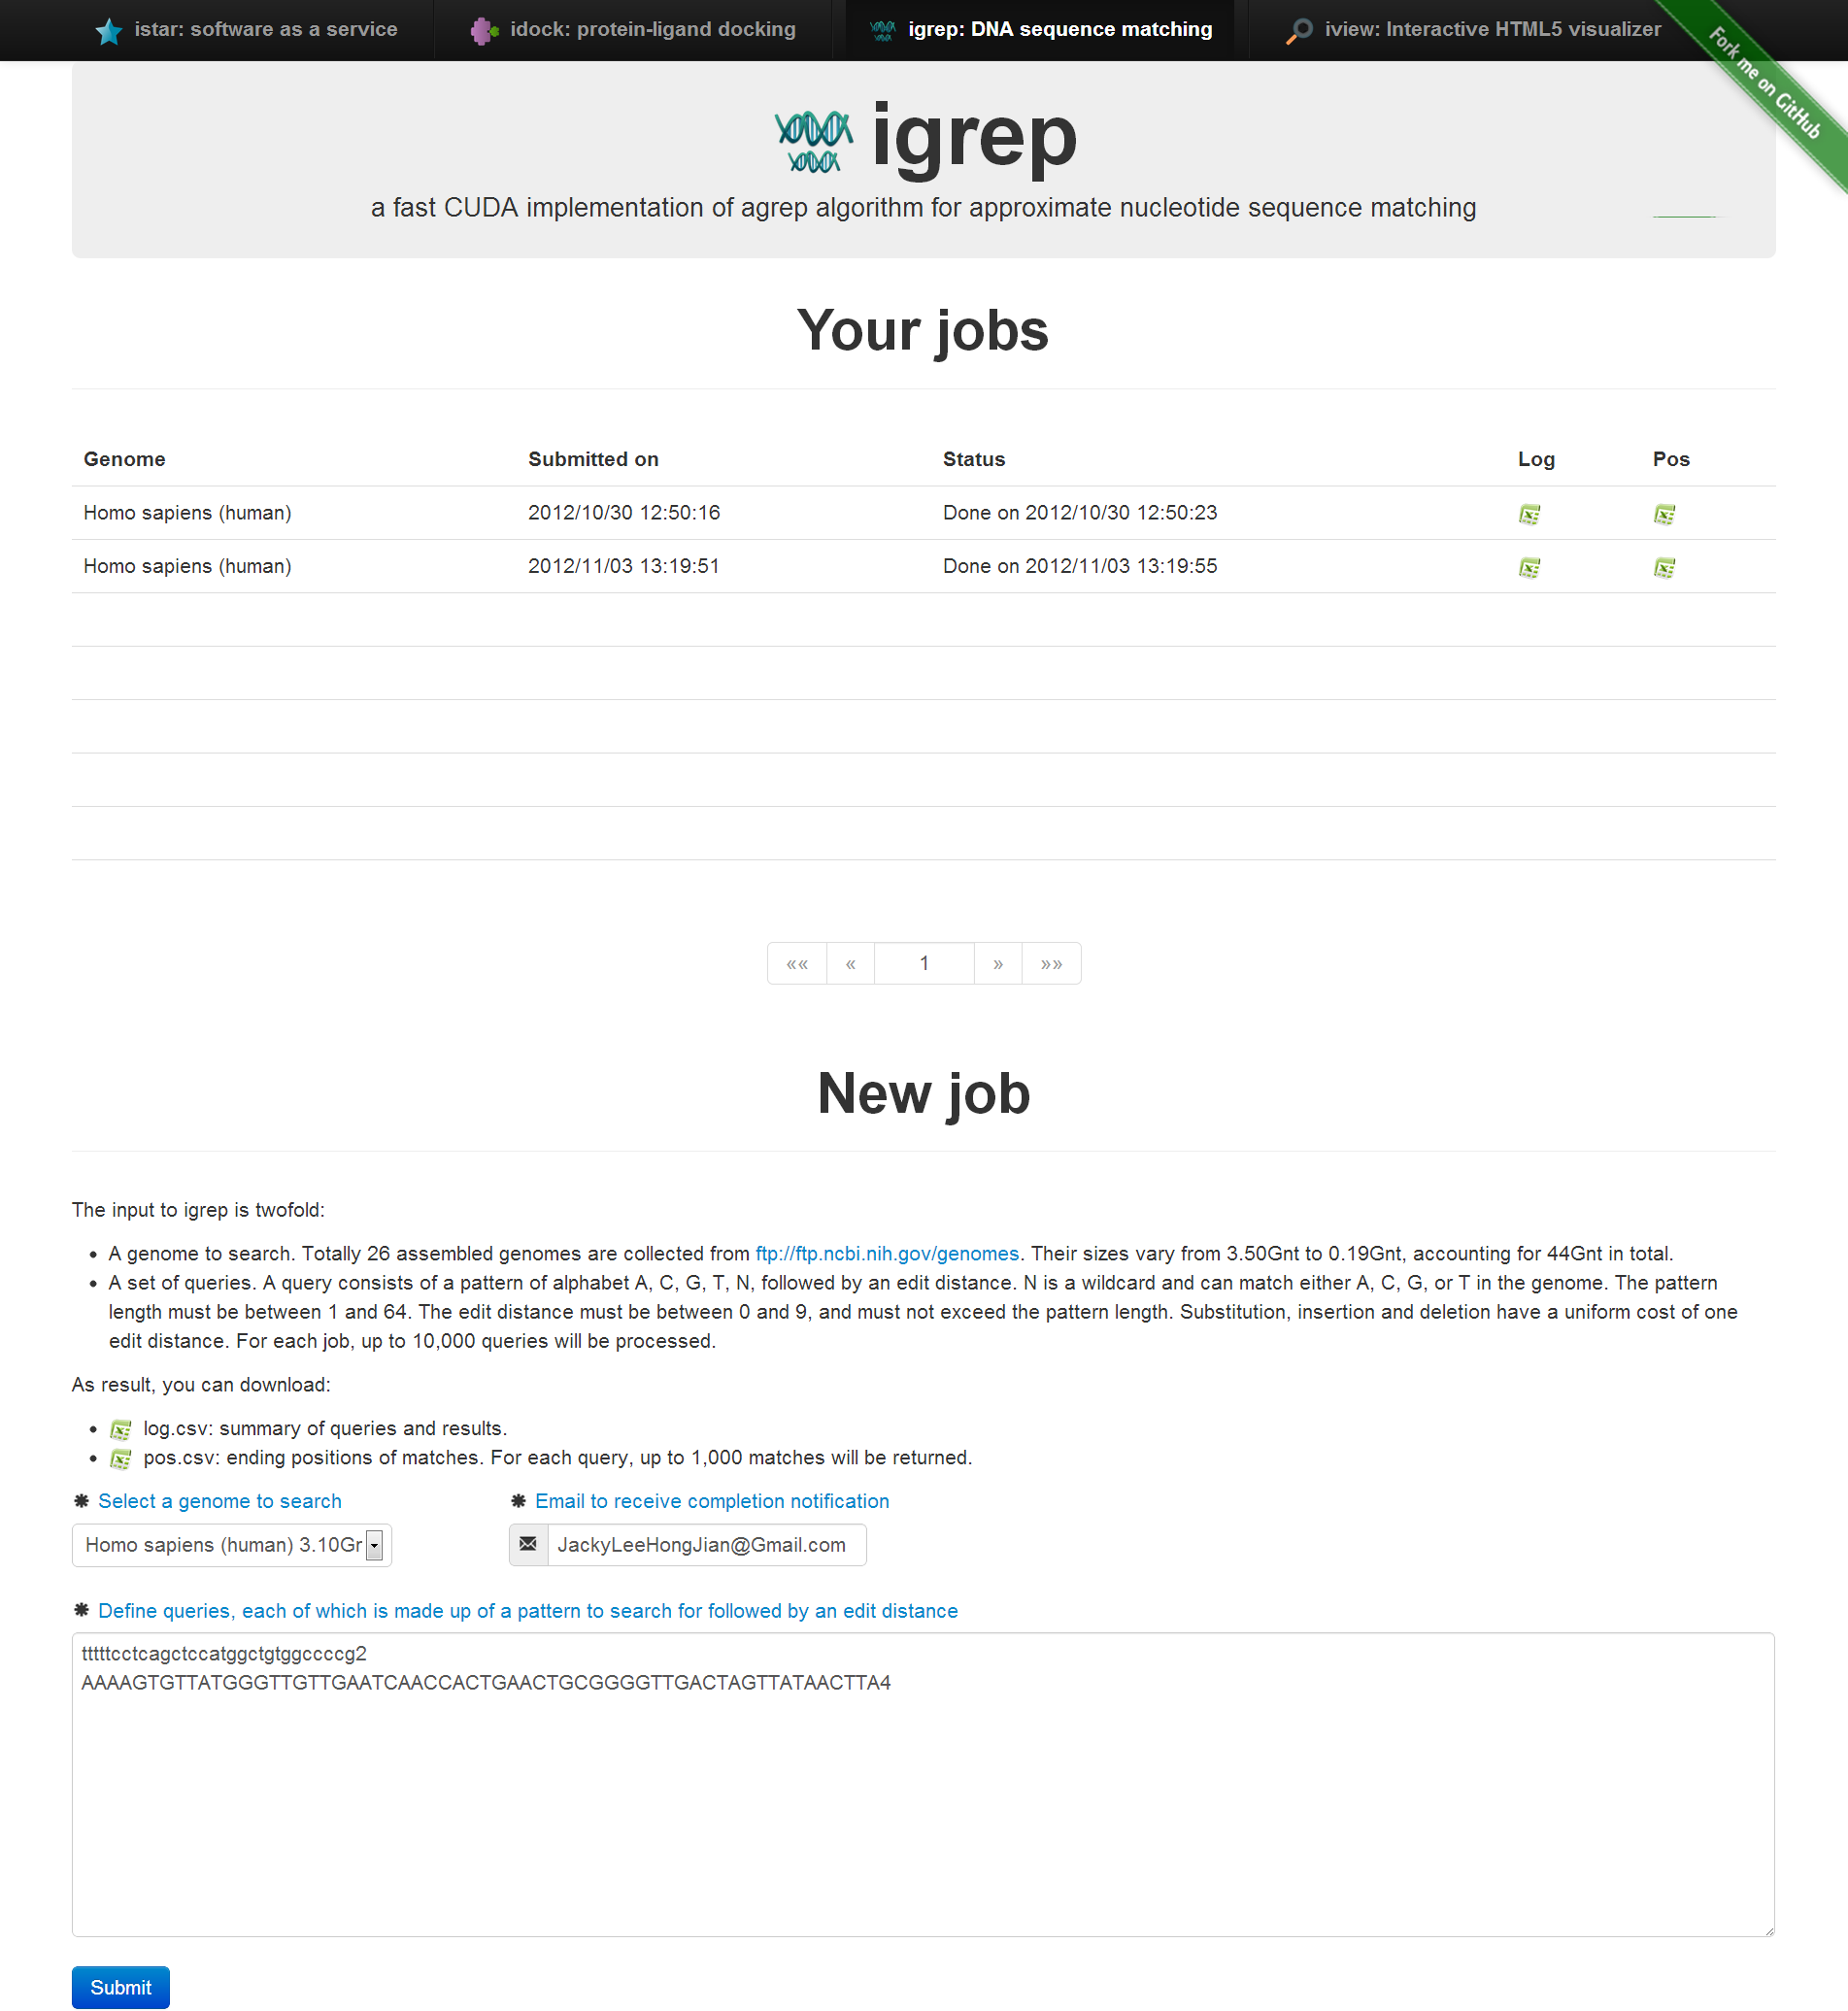 istar: software as a service idock: protein-ligand docking igrep: DNA sequence matching iview: Interactive HTML5 visualizer
Fork me on GitHub
igrep
a fast CUDA implementation of agrep algorithm for approximate nucleotide sequence matching
Your jobs
Genome Submitted on Status Log Pos
Homo sapiens (human) 2012/10/30 12:50:16 Done on 2012/10/30 12:50:23
Homo sapiens (human) 2012/11/03 13:19:51 Done on 2012/11/03 13:19:55
«« « 1 » »»
New job
The input to igrep is twofold:
• A genome to search. Totally 26 assembled genomes are collected from ftp://ftp.ncbi.nih.gov/genomes. Their sizes vary from 3.50Gnt to 0.19Gnt, accounting for 44Gnt in total.
• A set of queries. A query consists of a pattern of alphabet A, C, G, T, N, followed by an edit distance. N is a wildcard and can match either A, C, G, or T in the genome. The pattern
length must be between 1 and 64. The edit distance must be between 0 and 9, and must not exceed the pattern length. Substitution, insertion and deletion have a uniform cost of one
edit distance. For each job, up to 10,000 queries will be processed.
As result, you can download:
• log.csv: summary of queries and results.
• pos.csv: ending positions of matches. For each query, up to 1,000 matches will be returned.
✱ Select a genome to search ✱ Email to receive completion notification
Homo sapiens (human) 3.10Gr JackyLeeHongJian@Gmail.com
✱ Define queries, each of which is made up of a pattern to search for followed by an edit distance
tttttcctcagctccatggctgtggccccg2
AAAAGTGTTATGGGTTGTTGAATCAACCACTGAACTGCGGGGTTGACTAGTTATAACTTA4
Submit